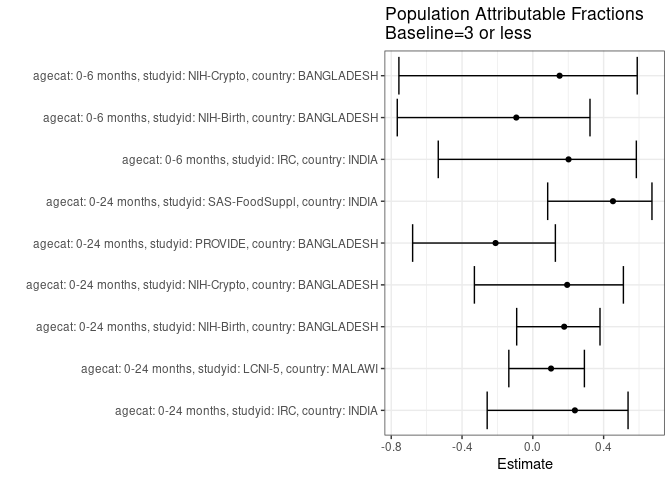 Population Attributable Fractions
Baseline=3 or less
agecat: 0-6 months, studyid: NIH-Crypto, country: BANGLADESH
agecat: 0-6 months, studyid: NIH-Birth, country: BANGLADESH
agecat: 0-6 months, studyid: IRC, country: INDIA
agecat: 0-24 months, studyid: SAS-FoodSuppl, country: INDIA
agecat: 0-24 months, studyid: PROVIDE, country: BANGLADESH
agecat: 0-24 months, studyid: NIH-Crypto, country: BANGLADESH
agecat: 0-24 months, studyid: NIH-Birth, country: BANGLADESH
agecat: 0-24 months, studyid: LCNI-5, country: MALAWI
agecat: 0-24 months, studyid: IRC, country: INDIA
-0.8 -0.4 0.0 0.4
Estimate